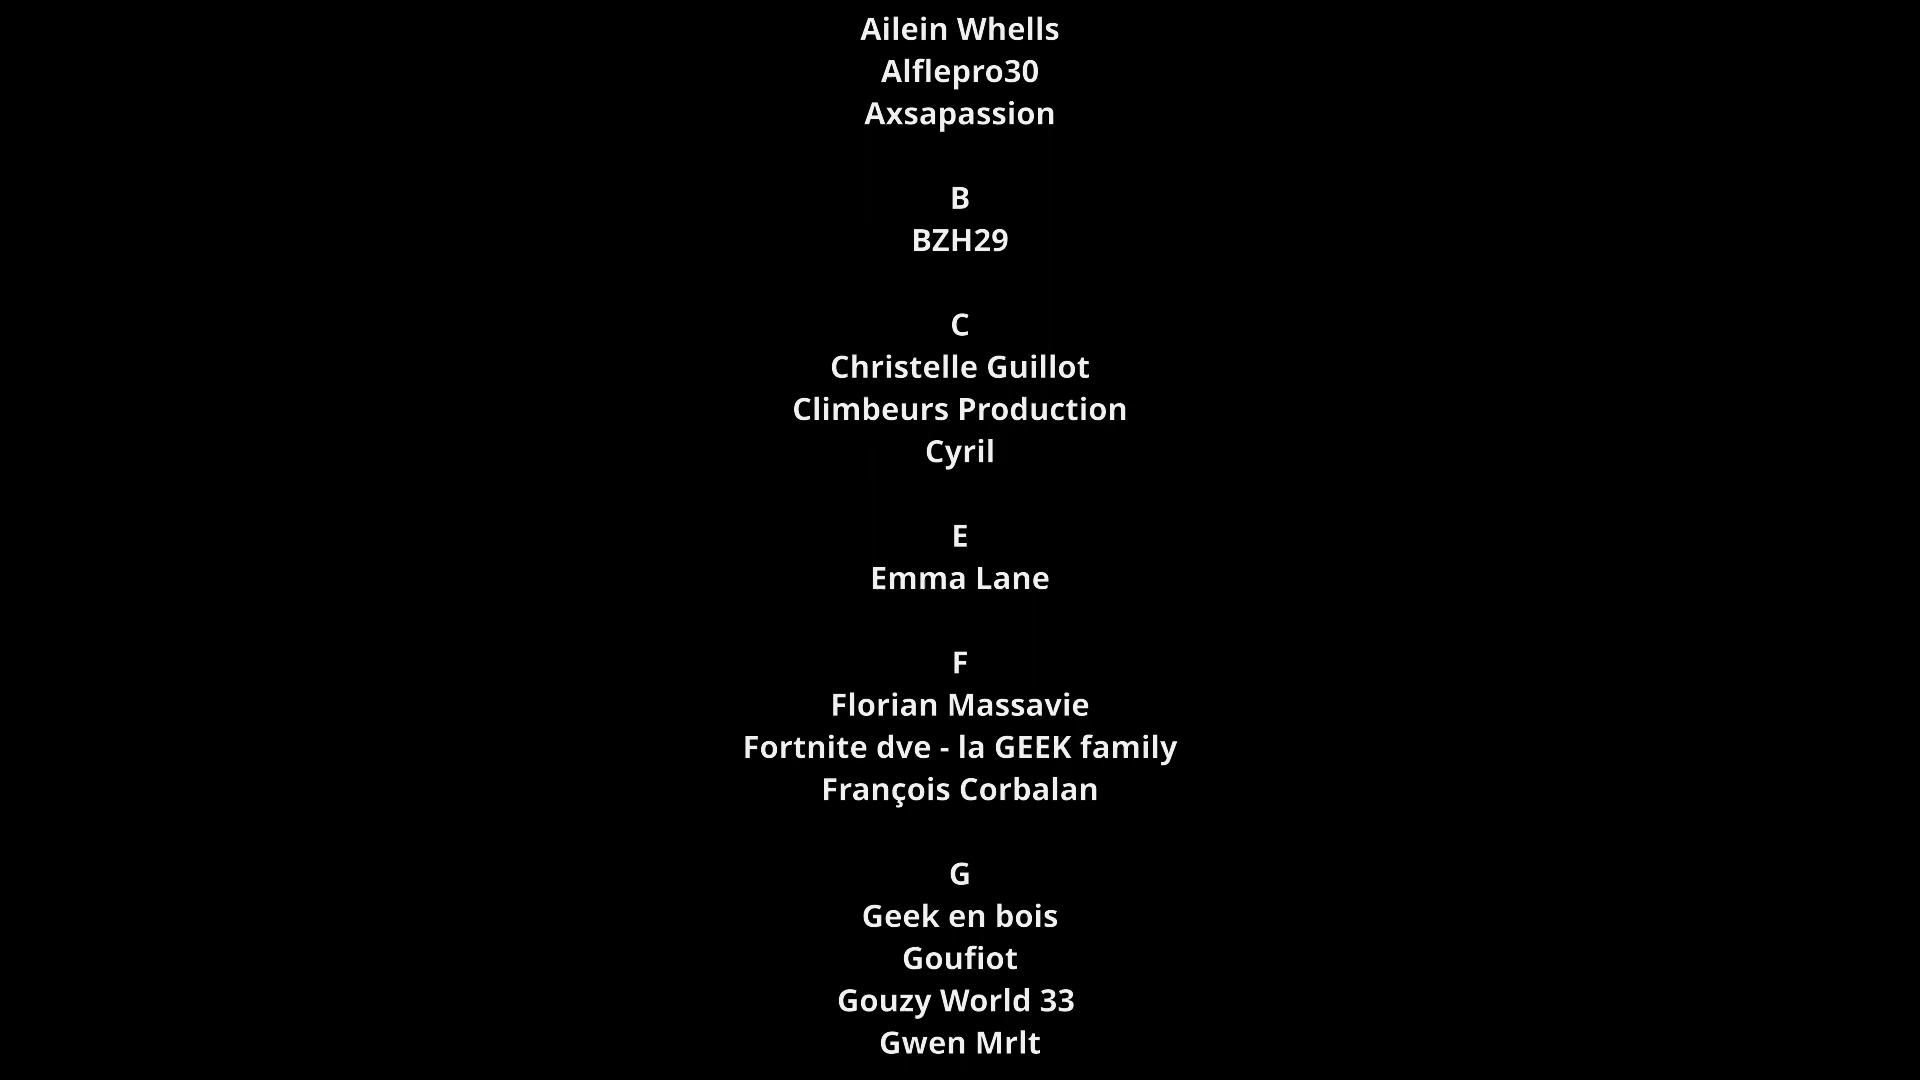 Ailein Whells
Alflepro30
Axsapassion
B
BZH29
C
Christelle Guillot
Climbeurs Production
Cyril
E
Emma Lane
F
Florian Massavie
Fortnite dve - la GEEK family
François Corbalan
G
Geek en bois
Goufiot
Gouzy World 33
Gwen Mrlt